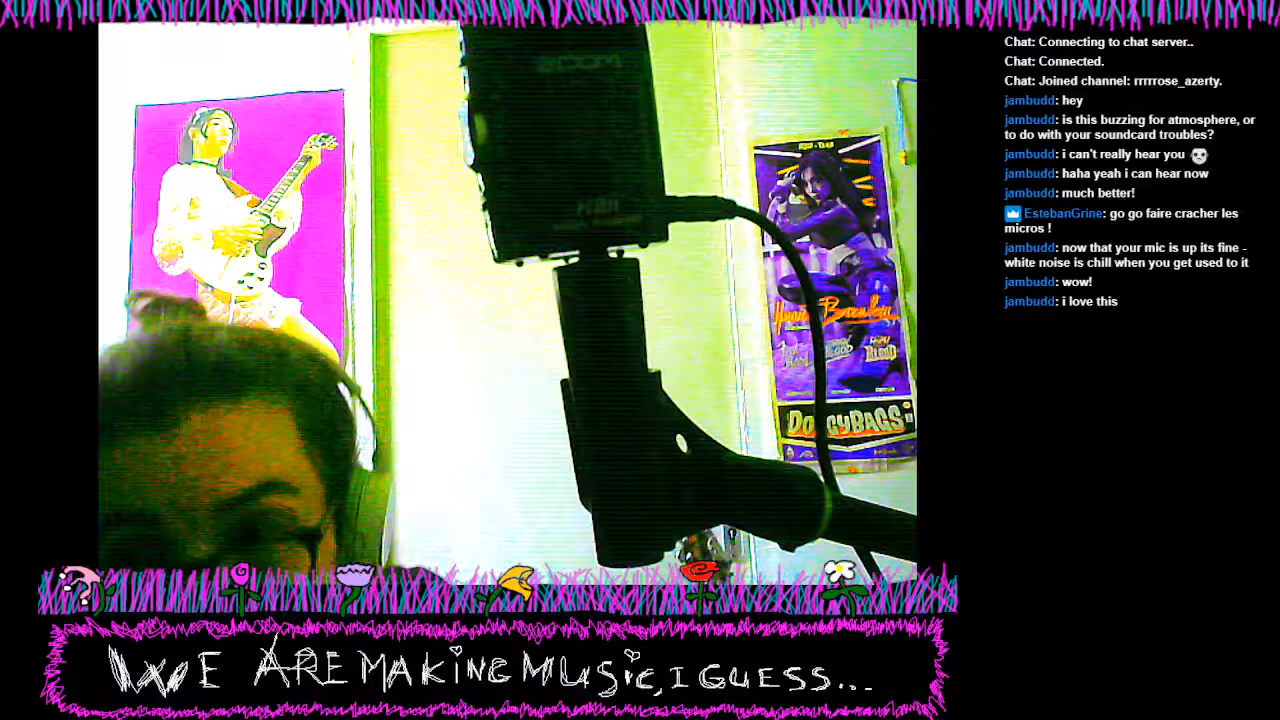 Chat: Connecting to chat server..
Chat: Connected.
Chat: Joined channel: rrrrrose_azerty.
jambudd: hey
jambudd: is this buzzing for atmosphere, or
to do with your soundcard troubles?
jambudd: i can't really hear you
jambudd: haha yeah i can hear now
jambudd: much better!
EstebanGrine: go go faire cracher les
micros !
jambudd: now that your mic is up its fine -
white noise is chill when you get used to it
jambudd: wow!
jambudd: i love this
ZOOM
DOGGYBAGS
WE ARE MAKING MUSIC, I GUESS...